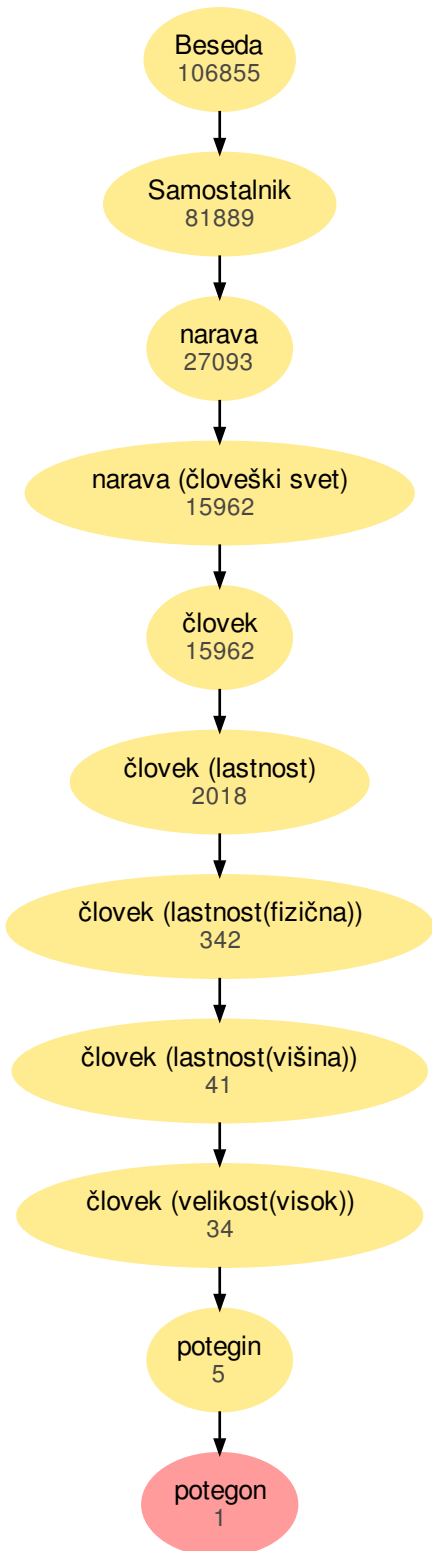 Beseda
106855
Samostalnik
81889
narava
27093
narava (človeški svet)
15962
človek
15962
človek (lastnost)
2018
človek (lastnost(fizična))
342
človek (lastnost(višina))
41
človek (velikost(visok))
34
potegin
5
potegon
1